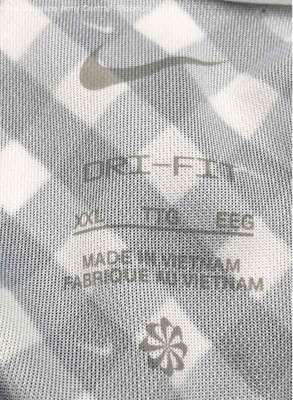 DRI-FIT
XXL TTG EEG
MADE IN VIETNAM
FABRIQUE AU VIETNAM